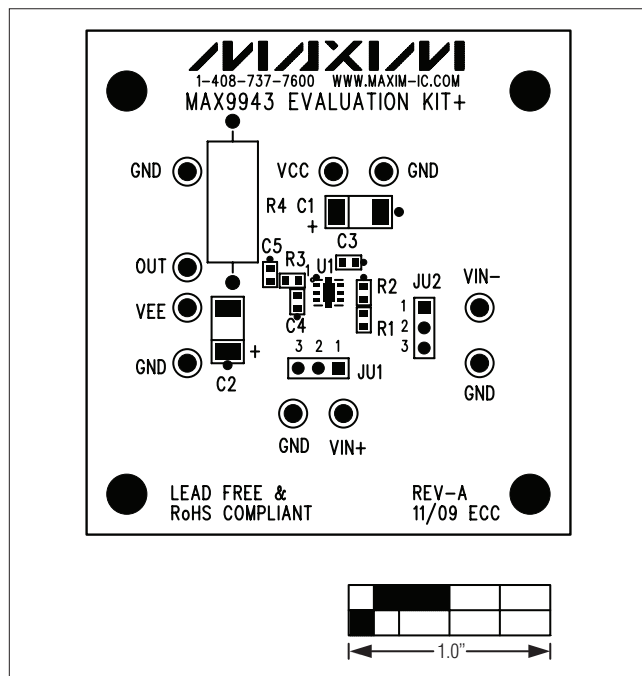 MAXIM
1-408-737-7600 WWW.MAXIM-IC.COM
MAX9943 EVALUATION KIT+
GND
VCC
GND
R4
C1
+
C3
C5
R3
1
U1
OUT
R2
JU2
VIN-
VEE
C4
R1
1
2
3
GND
C2
+
3 2 1
JU1
GND
GND
VIN+
LEAD FREE &
RoHS COMPLIANT
REV-A
11/09 ECC
1.0"